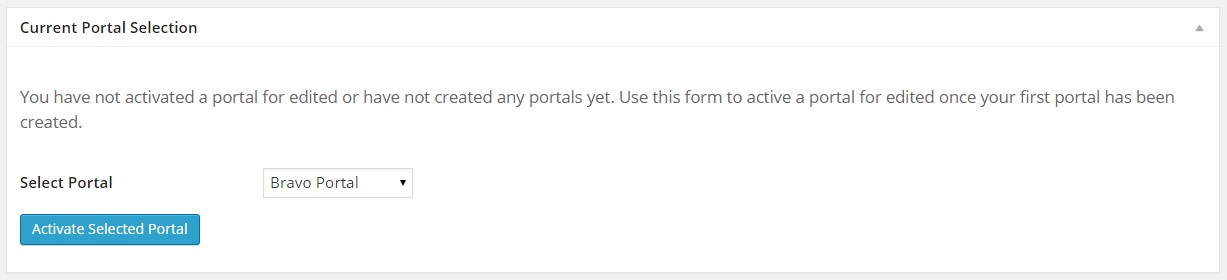 Current Portal Selection
You have not activated a portal for edited or have not created any portals yet. Use this form to active a portal for edited once your first portal has been
created.
Select Portal
Bravo Portal
Activate Selected Portal